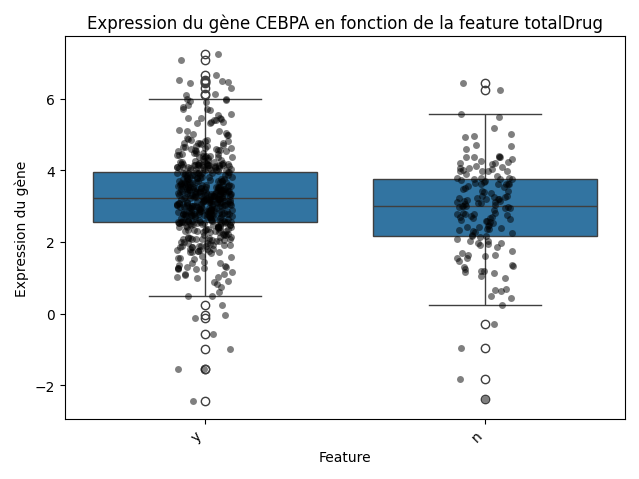 Expression du gène CEBPA en fonction de la feature totalDrug
Expression du gène
6
4
2
0
−2
y
n
Feature